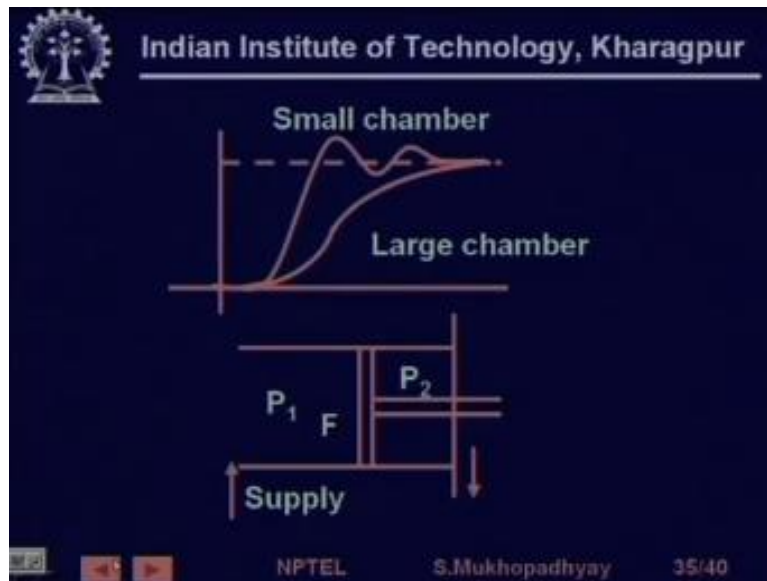 Indian Institute of Technology, Kharagpur
Small chamber
Large chamber
P₂
P₁
F
Supply
NPTEL S.Mukhopadhyay 35/40